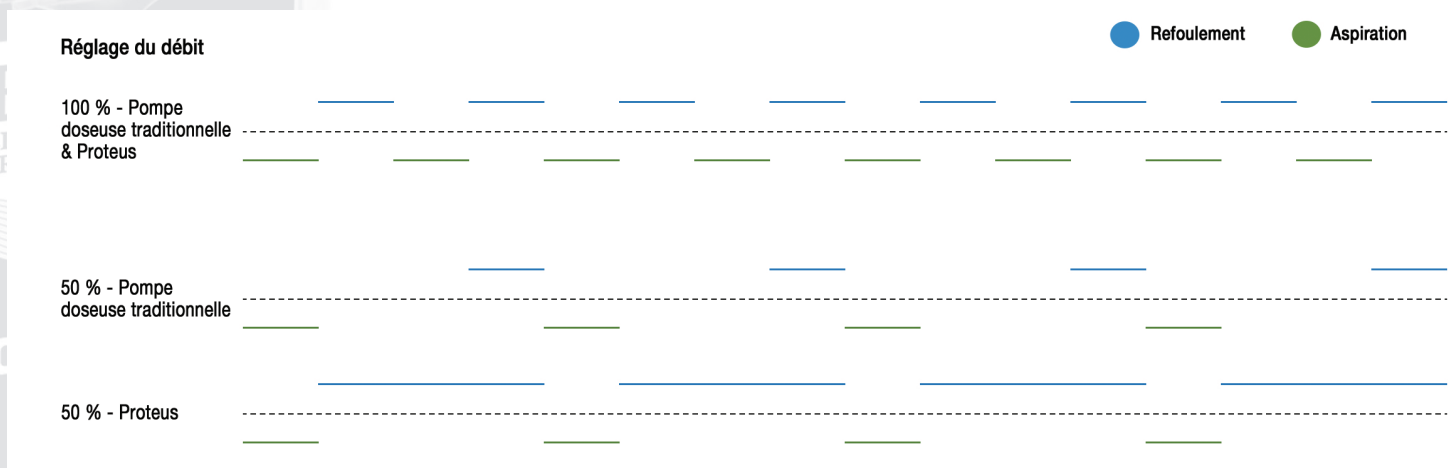 Réglage du débit
Refoulement
Aspiration
100 % - Pompe
doseuse traditionnelle
& Proteus
50 % - Pompe
doseuse traditionnelle
50 % - Proteus